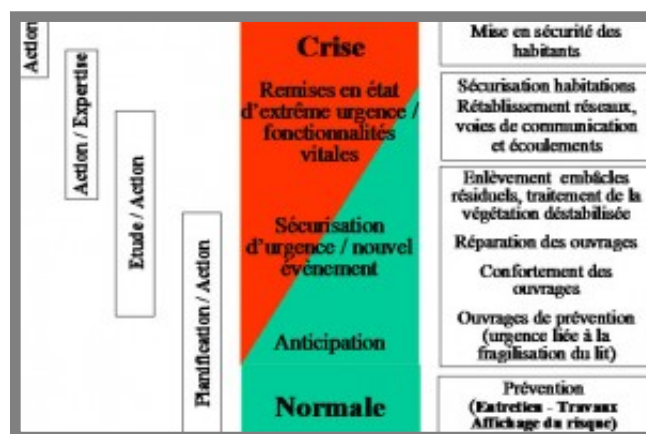 Action
Action / Expertise
Etude / Action
Planification / Action
Crise
Remises en état
d'extrême urgence /
fonctionnalités
vitales
Sécurisation
d'urgence / nouvel
événement
Anticipation
Normale
Mise en sécurité des
habitants
Sécurisation habitations
Rétablissement réseaux,
voies de communication
et écoulements
Enlèvement embâcles
résiduels, traitement de la
végétation déstabilisée
Réparation des ouvrages
Confortement des
ouvrages
Ouvrages de prévention
(urgence liée à la
fragilisation du lit)
Prévention
(Entretien - Travaux
Affichage du risque)